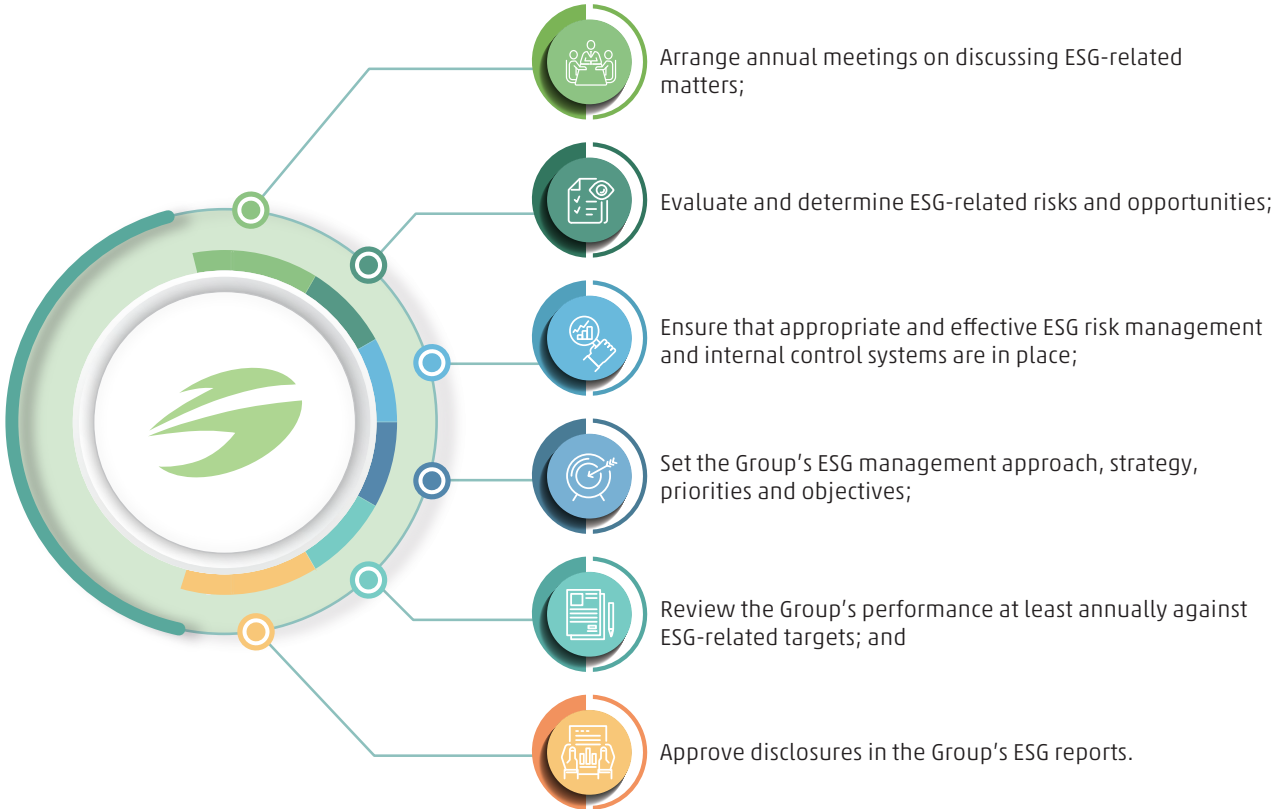 Arrange annual meetings on discussing ESG-related
matters;
Evaluate and determine ESG-related risks and opportunities;
Ensure that appropriate and effective ESG risk management
and internal control systems are in place;
Set the Group's ESG management approach, strategy,
priorities and objectives;
Review the Group's performance at least annually against
ESG-related targets; and
Approve disclosures in the Group's ESG reports.